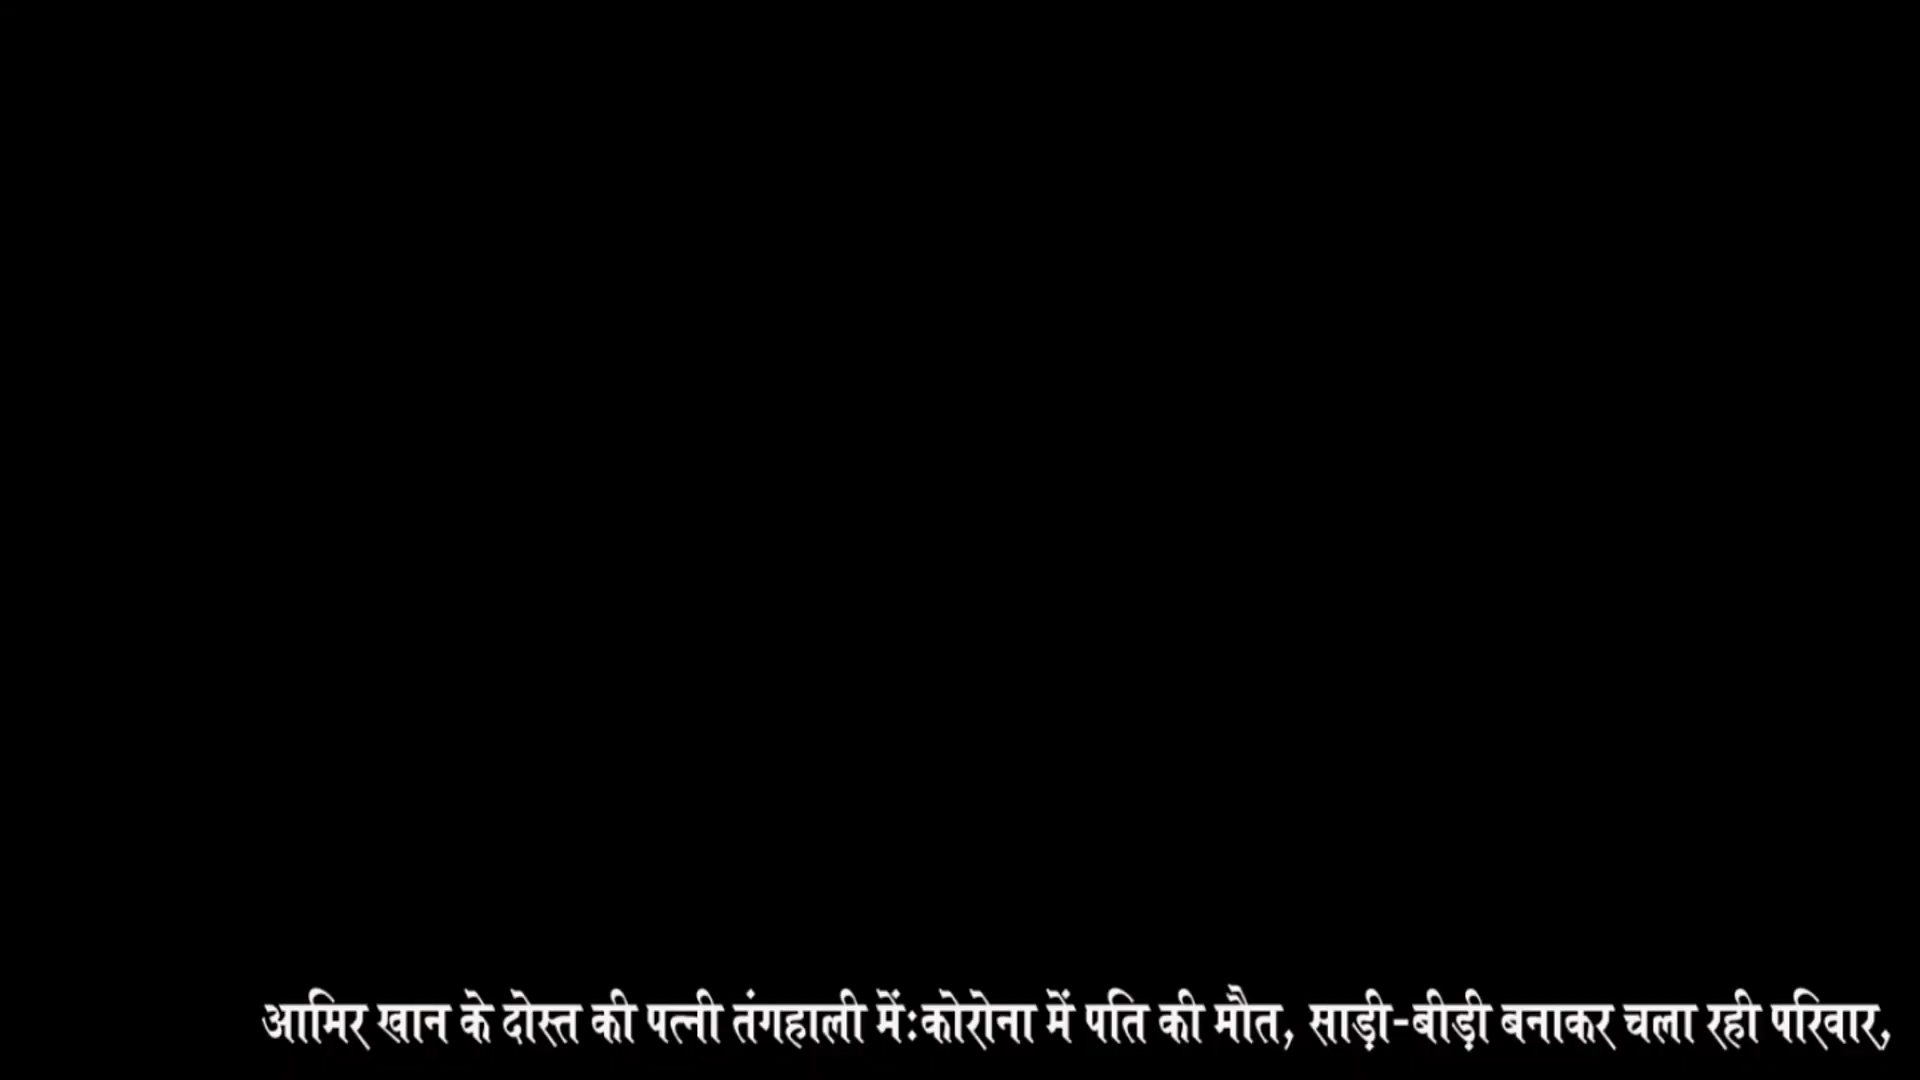 आमिर खान के दोस्त की पत्नी तंगहाली में:कोरोना में पति की मौत, साड़ी-बीड़ी बनाकर चला रही परिवार,